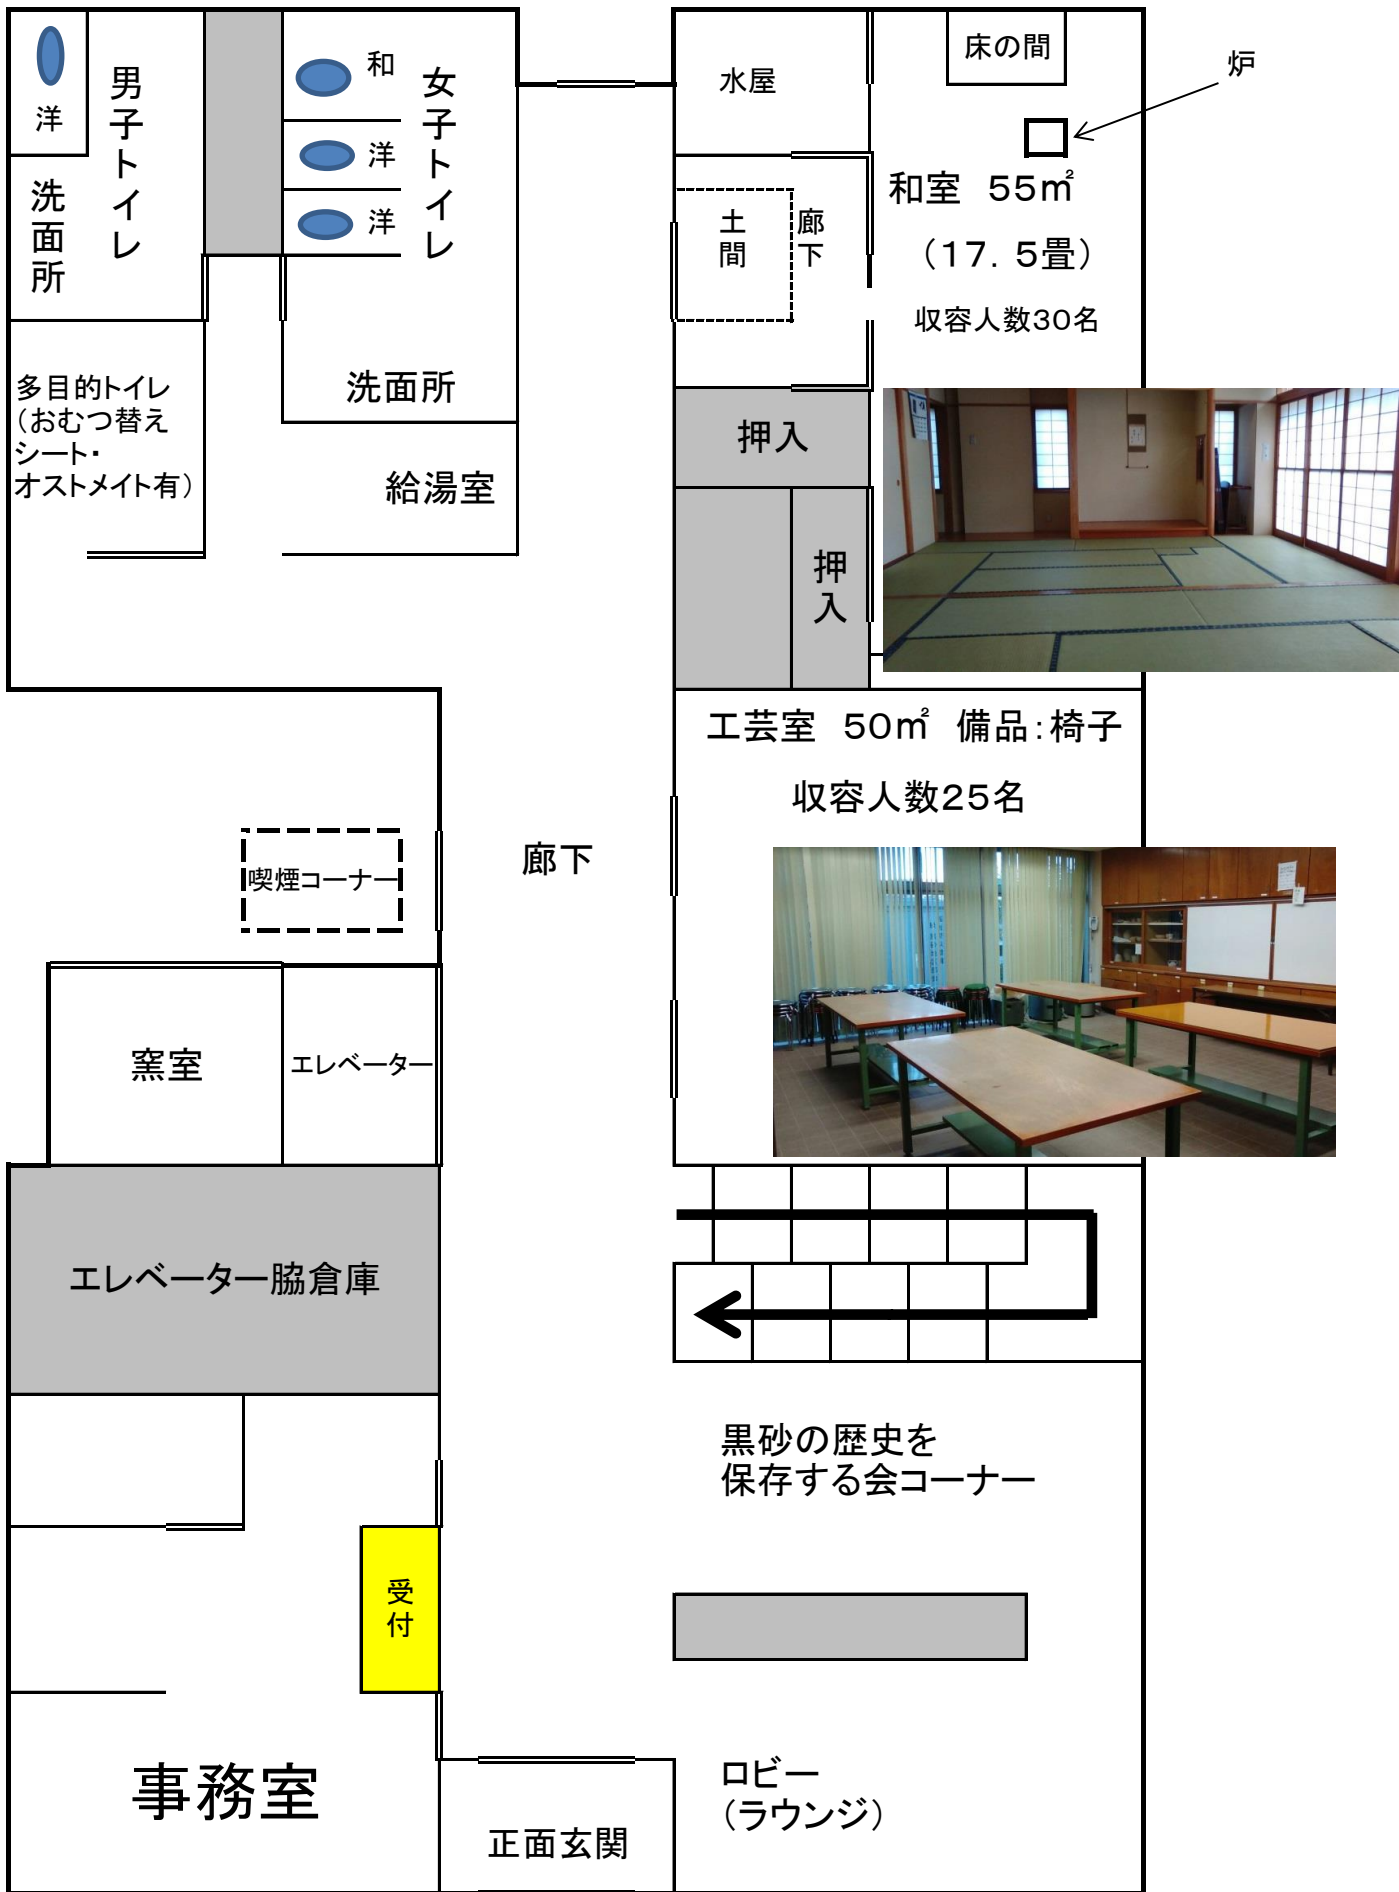 床の間
炉
水屋
和
洋
男子トイレ
女子トイレ
洋
洋
洗面所
土間
廊下
和室 55㎡
（17．5畳）
収容人数30名
多目的トイレ
（おむつ替え
シート・
オストメイト有）
洗面所
給湯室
押入
押入
工芸室 50㎡ 備品：椅子
収容人数25名
廊下
喫煙コーナー
窯室
エレベーター
エレベーター脇倉庫
黒砂の歴史を
保存する会コーナー
受付
事務室
正面玄関
ロビー
（ラウンジ）